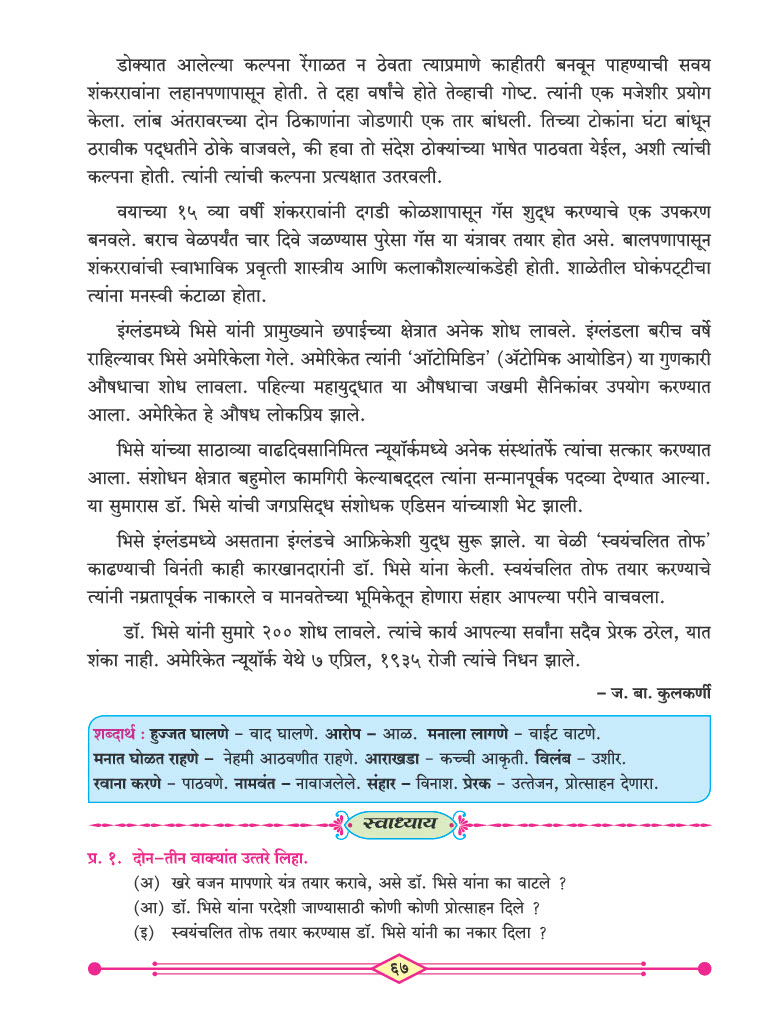 डोक्यात आलेल्या कल्पना रेंगाळत न ठेवता त्याप्रमाणे काहीतरी बनवून पाहण्याची सवय
शंकररावांना लहानपणापासून होती. ते दहा वर्षांचे होते तेव्हाची गोष्ट. त्यांनी एक मजेशीर प्रयोग
केला. लांब अंतरावरच्या दोन ठिकाणांना जोडणारी एक तार बांधली. तिच्या टोकांना घंटा बांधून
ठरावीक पद्धतीने ठोके वाजवले, की हवा तो संदेश ठोक्यांच्या भाषेत पाठवता येईल, अशी त्यांची
कल्पना होती. त्यांनी त्यांची कल्पना प्रत्यक्षात उतरवली.
वयाच्या १५ व्या वर्षी शंकररावांनी दगडी कोळशापासून गॅस शुद्ध करण्याचे एक उपकरण
बनवले. बराच वेळपर्यंत चार दिवे जळण्यास पुरेसा गॅस या यंत्रावर तयार होत असे. बालपणापासून
शंकररावांची स्वाभाविक प्रवृत्ती शास्त्रीय आणि कलाकौशल्यांकडेही होती. शाळेतील घोकंपट्टीचा
त्यांना मनस्वी कंटाळा होता.
इंग्लंडमध्ये भिसे यांनी प्रामुख्याने छपाईच्या क्षेत्रात अनेक शोध लावले. इंग्लंडला बरीच वर्षे
राहिल्यावर भिसे अमेरिकेला गेले. अमेरिकेत त्यांनी ‘ऑटोमिडिन’ (ॲटोमिक आयोडिन) या गुणकारी
औषधाचा शोध लावला. पहिल्या महायुद्धात या औषधाचा जखमी सैनिकांवर उपयोग करण्यात
आला. अमेरिकेत हे औषध लोकप्रिय झाले.
भिसे यांच्या साठाव्या वाढदिवसानिमित्त न्यूयॉर्कमध्ये अनेक संस्थांतर्फे त्यांचा सत्कार करण्यात
आला. संशोधन क्षेत्रात बहुमोल कामगिरी केल्याबद्दल त्यांना सन्मानपूर्वक पदव्या देण्यात आल्या.
या सुमारास डॉ. भिसे यांची जगप्रसिद्ध संशोधक एडिसन यांच्याशी भेट झाली.
भिसे इंग्लंडमध्ये असताना इंग्लंडचे आफ्रिकेशी युद्ध सुरू झाले. या वेळी ‘स्वयंचलित तोफ’
काढण्याची विनंती काही कारखानदारांनी डॉ. भिसे यांना केली. स्वयंचलित तोफ तयार करण्याचे
त्यांनी नम्रतापूर्वक नाकारले व मानवतेच्या भूमिकेतून होणारा संहार आपल्या परीने वाचवला.
डॉ. भिसे यांनी सुमारे २०० शोध लावले. त्यांचे कार्य आपल्या सर्वांना सदैव प्रेरक ठरेल, यात
शंका नाही. अमेरिकेत न्यूयॉर्क येथे ७ एप्रिल, १९३५ रोजी त्यांचे निधन झाले.
– ज. बा. कुलकर्णी
शब्दार्थ : हुज्जत घालणे - वाद घालणे. आरोप – आळ. मनाला लागणे - वाईट वाटणे.
मनात घोळत राहणे – नेहमी आठवणीत राहणे. आराखडा - कच्ची आकृती. विलंब - उशीर.
रवाना करणे - पाठवणे. नामवंत – नावाजलेले. संहार – विनाश. प्रेरक - उत्तेजन, प्रोत्साहन देणारा.
स्वाध्याय
प्र. १. दोन-तीन वाक्यांत उत्तरे लिहा.
(अ) खरे वजन मापणारे यंत्र तयार करावे, असे डॉ. भिसे यांना का वाटले ?
(आ) डॉ. भिसे यांना परदेशी जाण्यासाठी कोणी कोणी प्रोत्साहन दिले ?
(इ) स्वयंचलित तोफ तयार करण्यास डॉ. भिसे यांनी का नकार दिला ?
६७